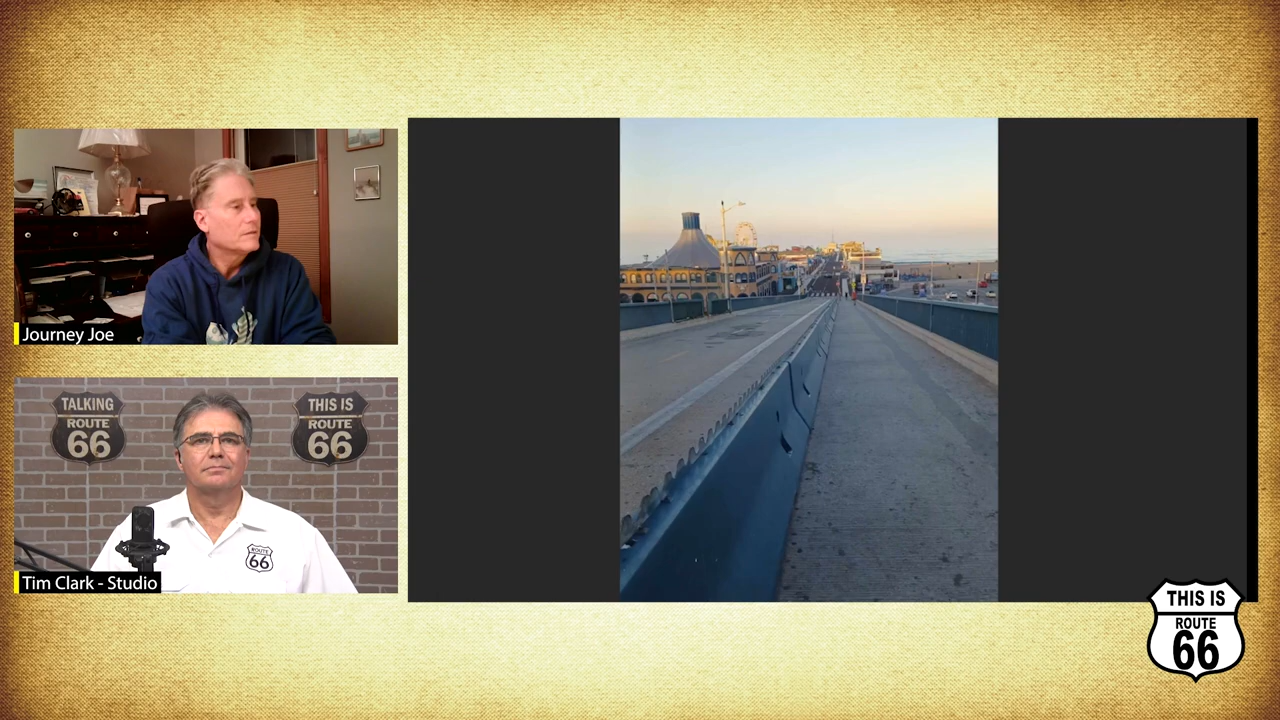 Journey Joe
TALKING
ROUTE
66
THIS IS
ROUTE
66
ROUTE
66
Tim Clark - Studio
THIS IS
ROUTE
66